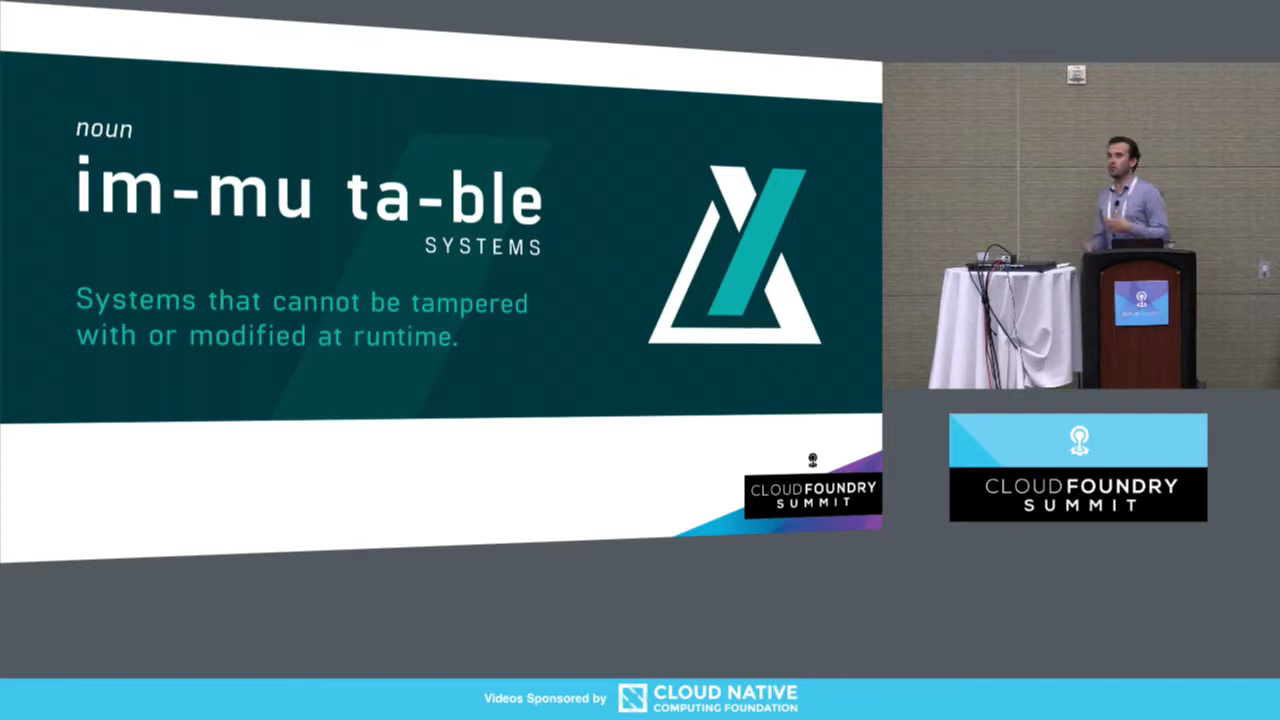 noun
im-mu ta-ble
SYSTEMS
Systems that cannot be tampered
with or modified at runtime.
CLOUDFOUNDRY
SUMMIT
CLOUDFOUNDRY
SUMMIT
Videos Sponsored by
CLOUD NATIVE
COMPUTING FOUNDATION